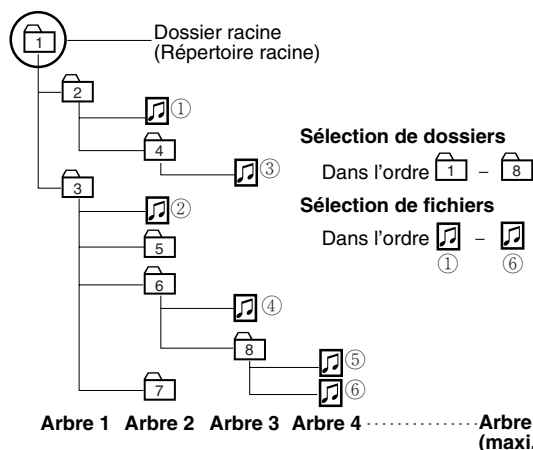 1
Dossier racine
(Répertoire racine)
2
①
4
③
3
②
5
6
④
8
⑤
⑥
7
Sélection de dossiers
Dans l'ordre 1 – 8
Sélection de fichiers
Dans l'ordre –
① ⑥
Arbre 1 Arbre 2 Arbre 3 Arbre 4 ·············· Arbre
(maxi.